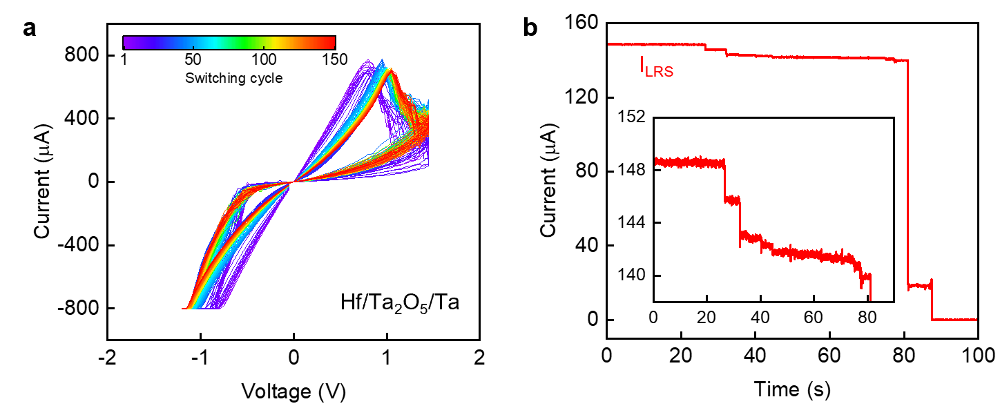 a
800
400
0
-400
-800
Current (μA)
1 50 100 150
Switching cycle
Hf/Ta₂O₅/Ta
-2 -1 0 1 2
Voltage (V)
b
160
120
80
40
0
Current (μA)
I_LRS
152
148
144
140
0 20 40 60 80
0 20 40 60 80 100
Time (s)